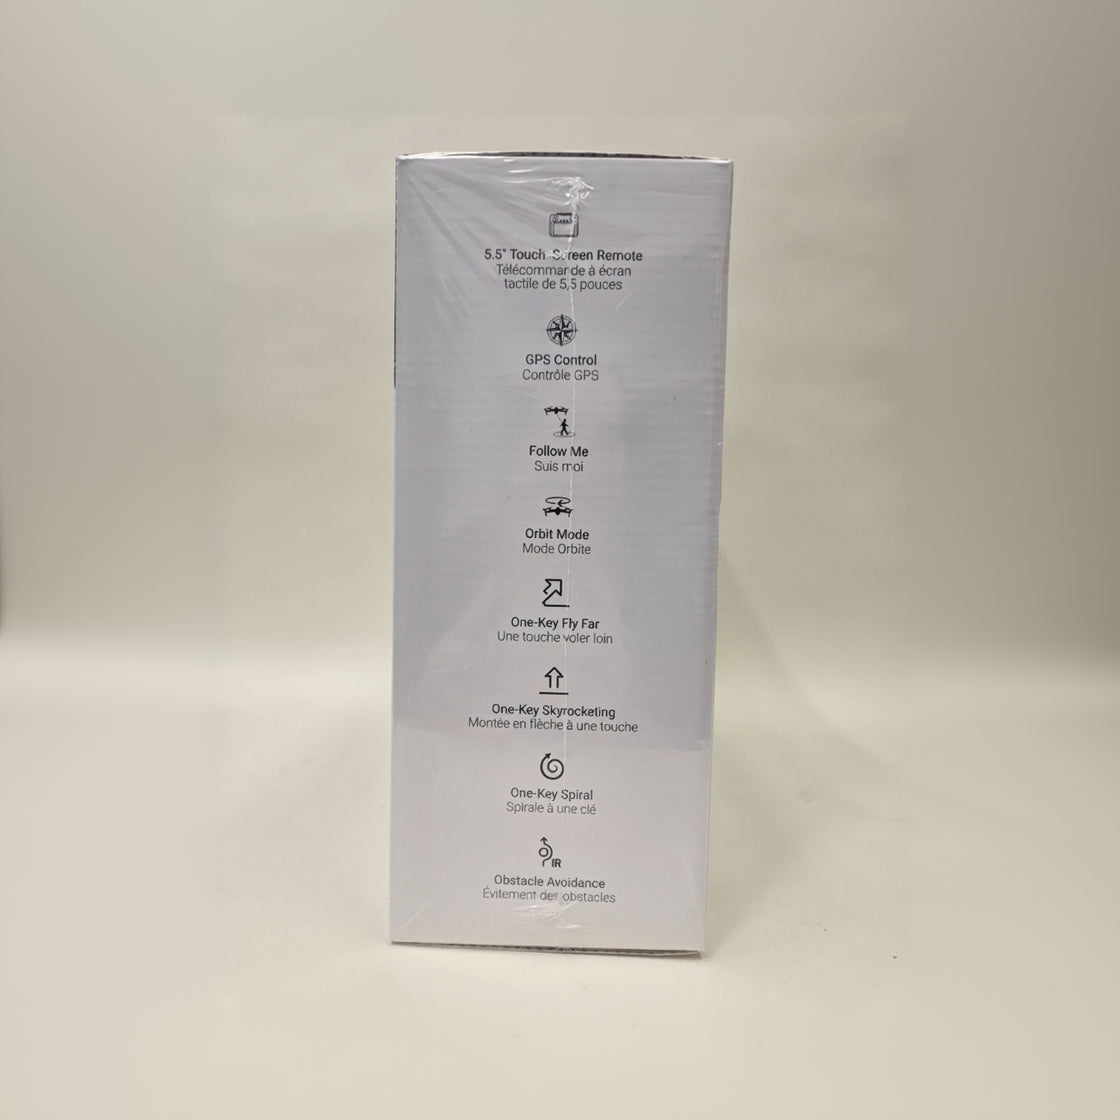 5.5" Touch Screen Remote
Télécommande à écran
tactile de 5,5 pouces
GPS Control
Contrôle GPS
Follow Me
Suis moi
Orbit Mode
Mode Orbite
One-Key Fly Far
Une touche voler loin
One-Key Skyrocketing
Montée en flèche à une touche
One-Key Spiral
Spirale à une clé
IR
Obstacle Avoidance
Évitement des obstacles